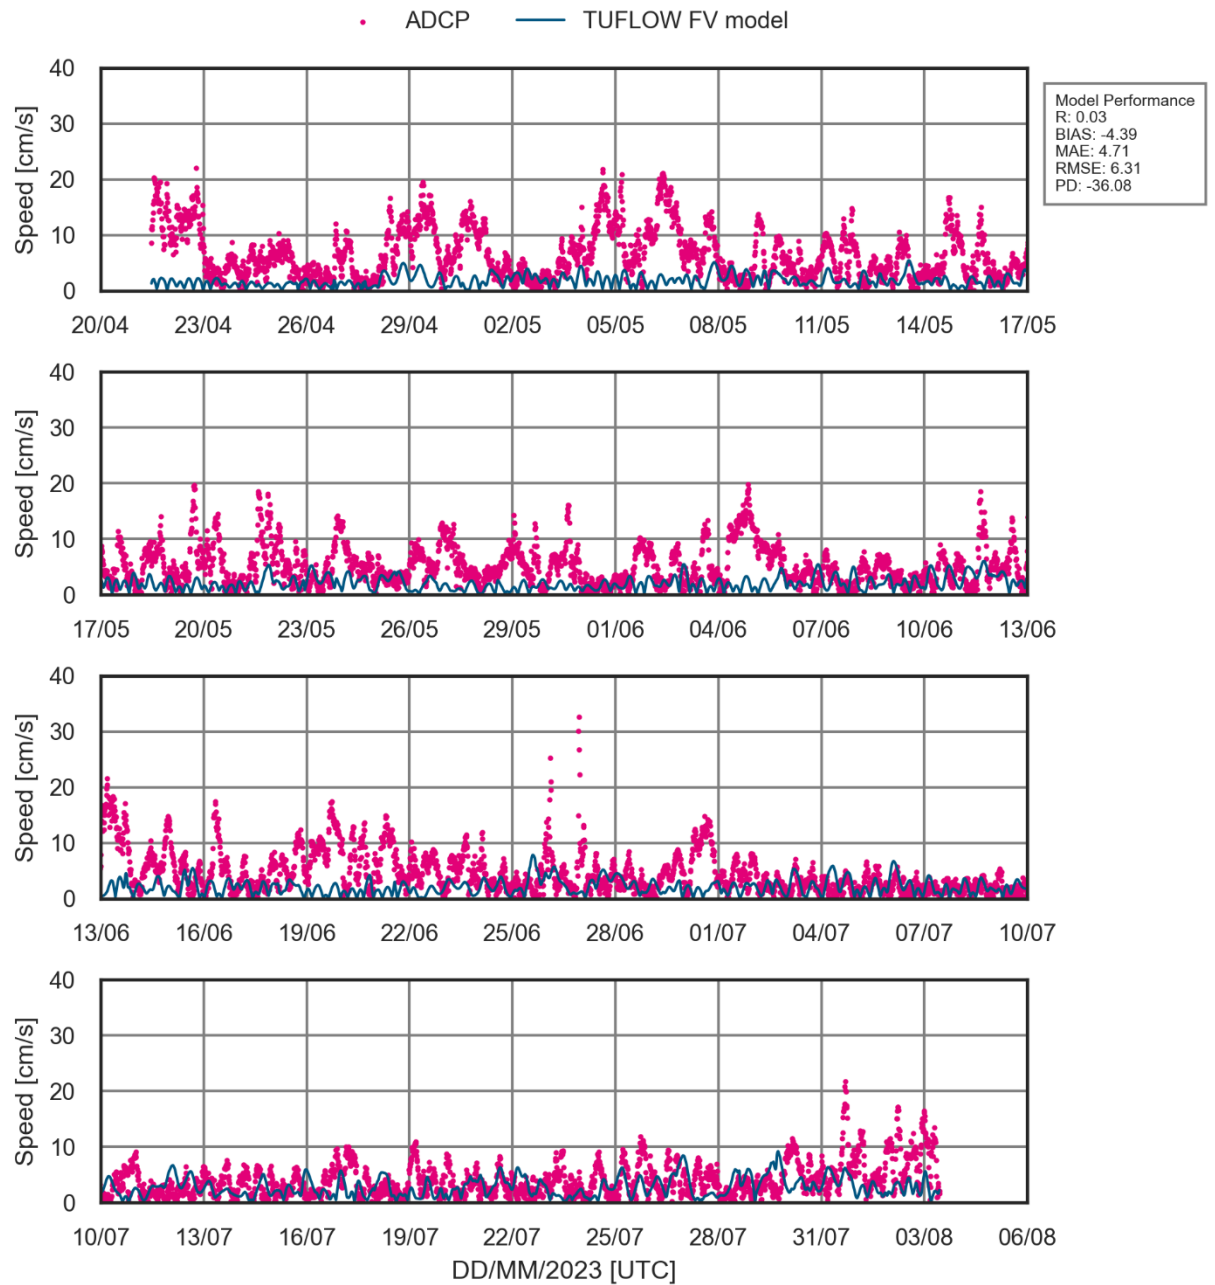 ADCP TUFLOW FV model
40
30
20
10
0
Speed [cm/s]
20/04 23/04 26/04 29/04 02/05 05/05 08/05 11/05 14/05 17/05
Model Performance
R: 0.03
BIAS: -4.39
MAE: 4.71
RMSE: 6.31
PD: -36.08
40
30
20
10
0
Speed [cm/s]
17/05 20/05 23/05 26/05 29/05 01/06 04/06 07/06 10/06 13/06
40
30
20
10
0
Speed [cm/s]
13/06 16/06 19/06 22/06 25/06 28/06 01/07 04/07 07/07 10/07
40
30
20
10
0
Speed [cm/s]
10/07 13/07 16/07 19/07 22/07 25/07 28/07 31/07 03/08 06/08
DD/MM/2023 [UTC]